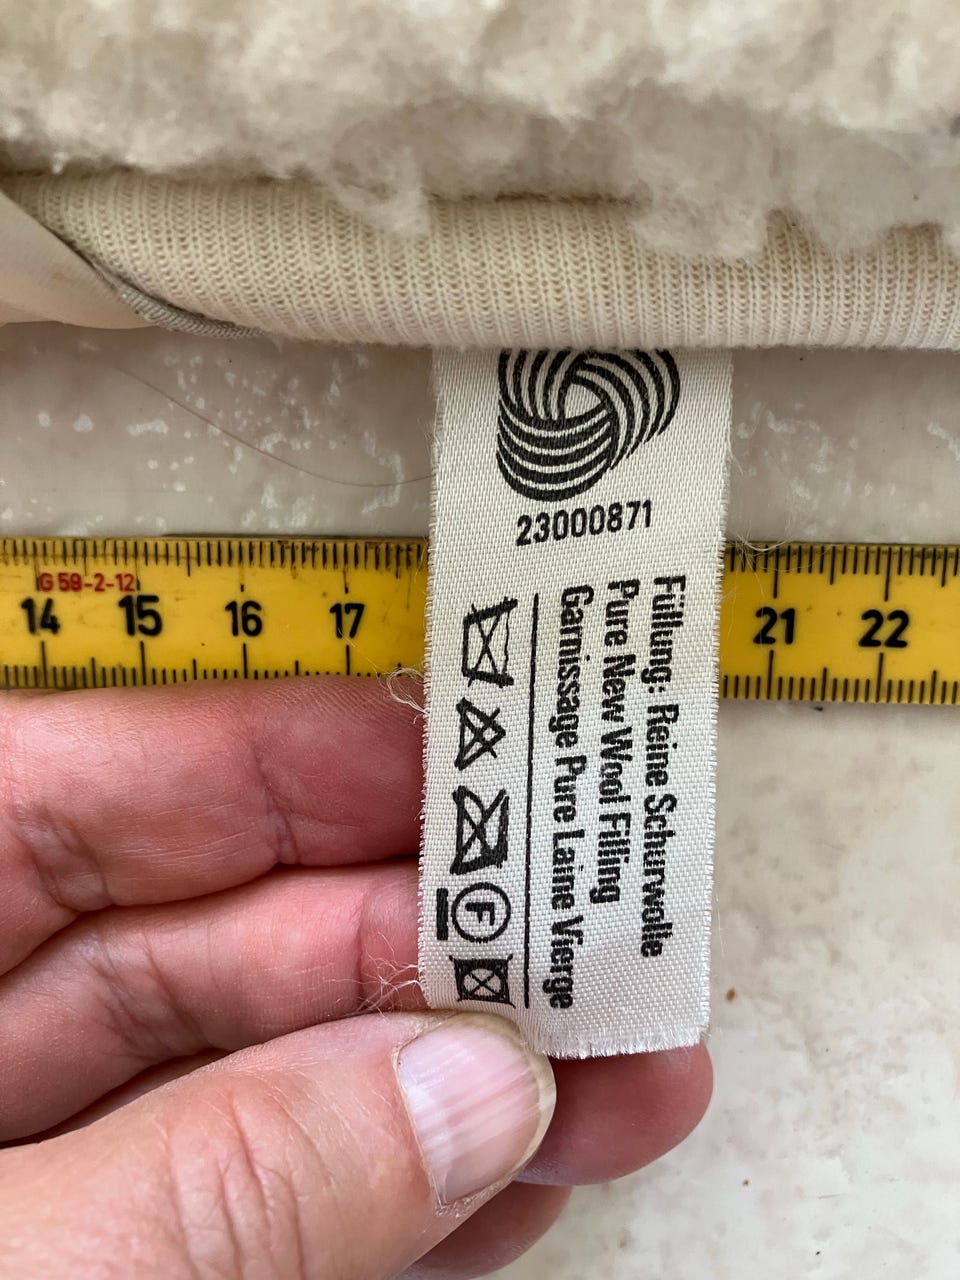 23000871
Füllung: Reine Schurwolle
Pure New Wool Filling
Garnissage Pure Laine Vierge
F
G 59-2-12
14 15 16 17 21 22